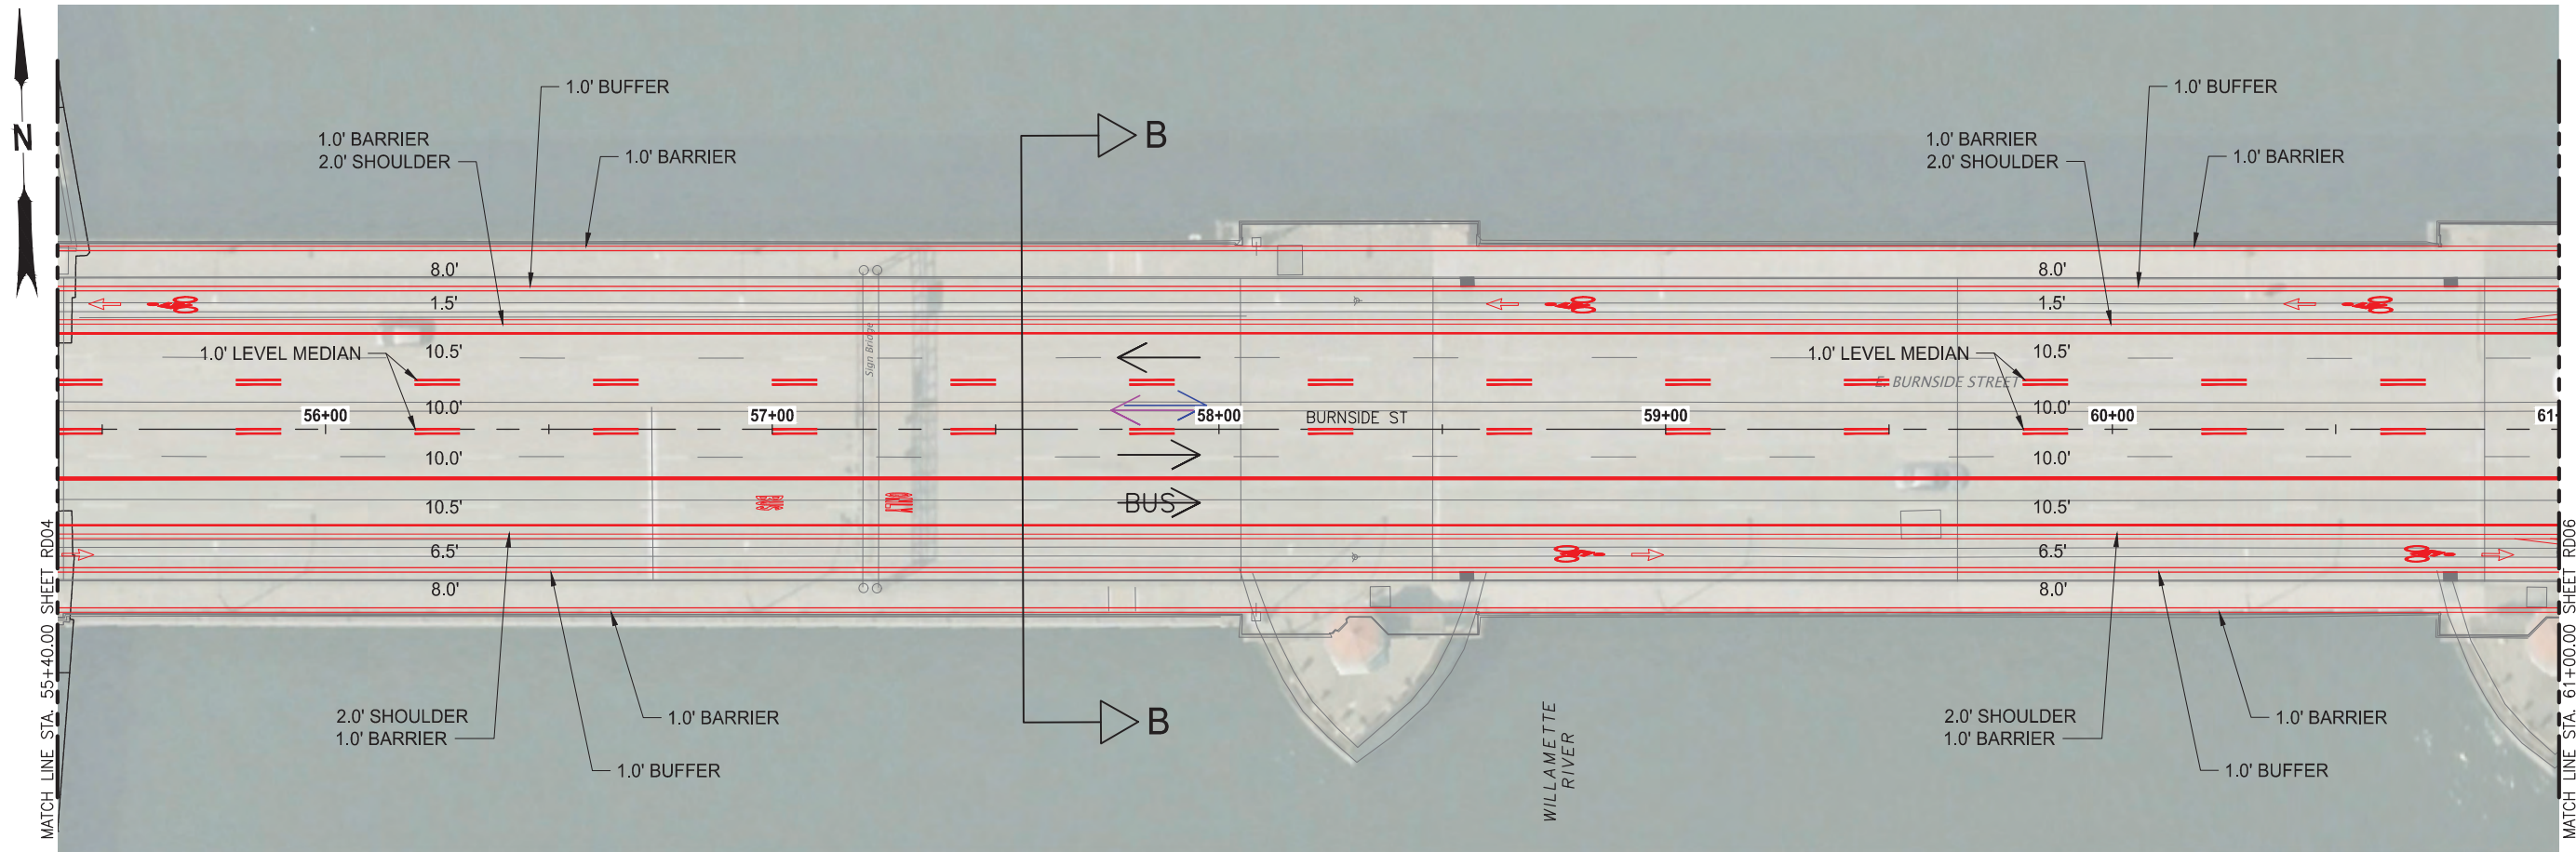 N
1.0' BUFFER
1.0' BARRIER
2.0' SHOULDER
1.0' BARRIER
B
1.0' BUFFER
1.0' BARRIER
2.0' SHOULDER
1.0' BARRIER
8.0'
1.5'
10.5'
1.0' LEVEL MEDIAN
10.0'
10.0'
10.5'
6.5'
8.0'
Sign Bridge
56+00
57+00
58+00
BURNSIDE ST
59+00
60+00
61+
E. BURNSIDE STREET
BUS
ONLY
BUS
8.0'
1.5'
10.5'
1.0' LEVEL MEDIAN
10.0'
10.0'
10.5'
6.5'
8.0'
2.0' SHOULDER
1.0' BARRIER
1.0' BARRIER
1.0' BUFFER
B
WILLAMETTE
RIVER
2.0' SHOULDER
1.0' BARRIER
1.0' BARRIER
1.0' BUFFER
MATCH LINE STA. 55+40.00 SHEET RD04
MATCH LINE STA. 61+00.00 SHEET RD06